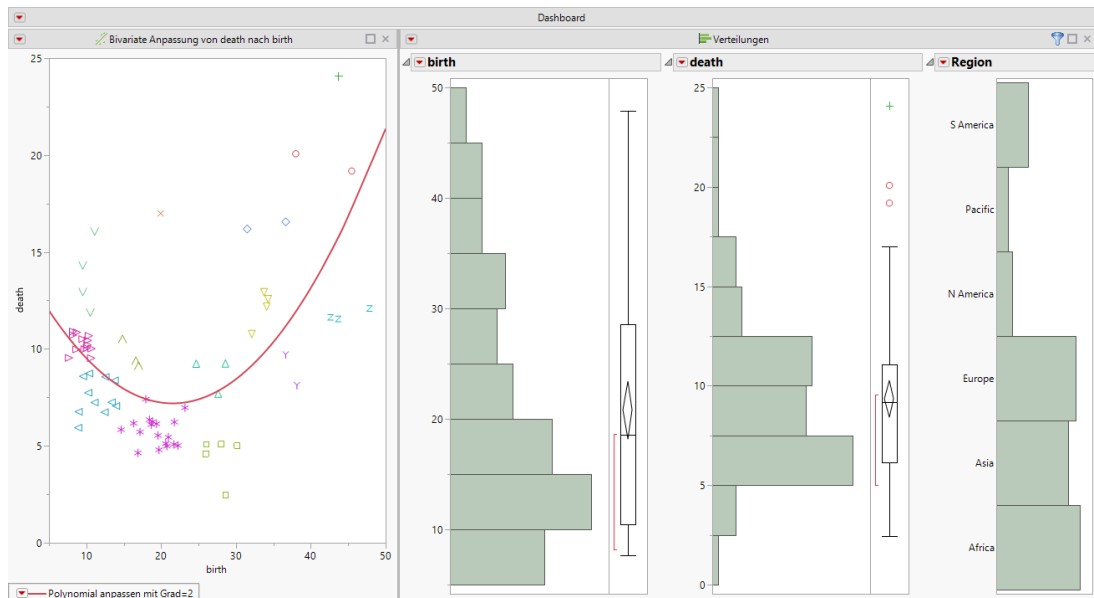 Dashboard
Bivariate Anpassung von death nach birth
25
20
15
10
5
0
death
10
20
30
40
50
birth
Polynomial anpassen mit Grad=2
Verteilungen
birth
50
40
30
20
10
death
25
20
15
10
5
0
Region
S America
Pacific
N America
Europe
Asia
Africa